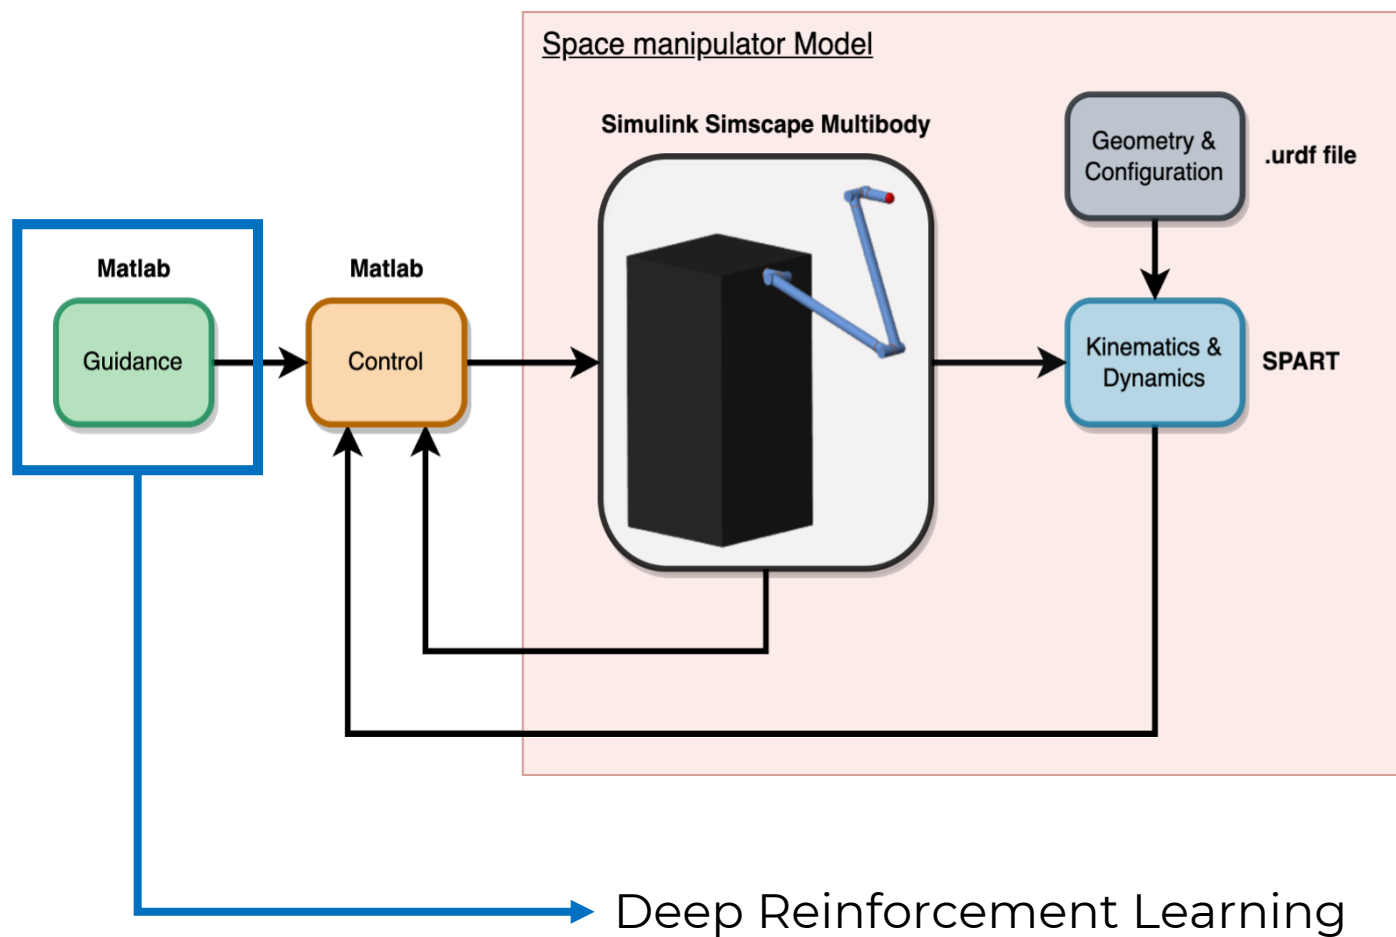 Space manipulator Model
Simulink Simscape Multibody
Geometry &
Configuration
.urdf file
Matlab
Matlab
Guidance
Control
Kinematics &
Dynamics
SPART
Deep Reinforcement Learning